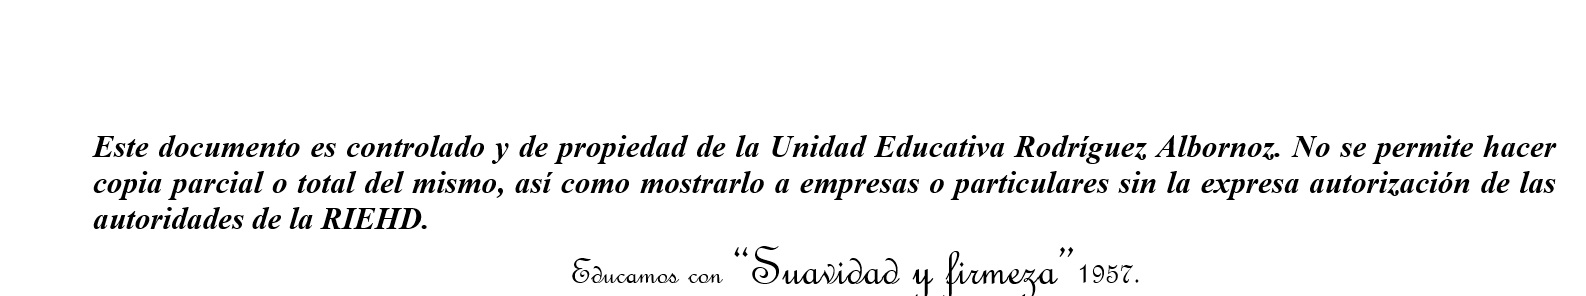 Este documento es controlado y de propiedad de la Unidad Educativa Rodríguez Albornoz. No se permite hacer
copia parcial o total del mismo, así como mostrarlo a empresas o particulares sin la expresa autorización de las
autoridades de la RIEHD.
Educamos con “Suavidad y firmeza” 1957.